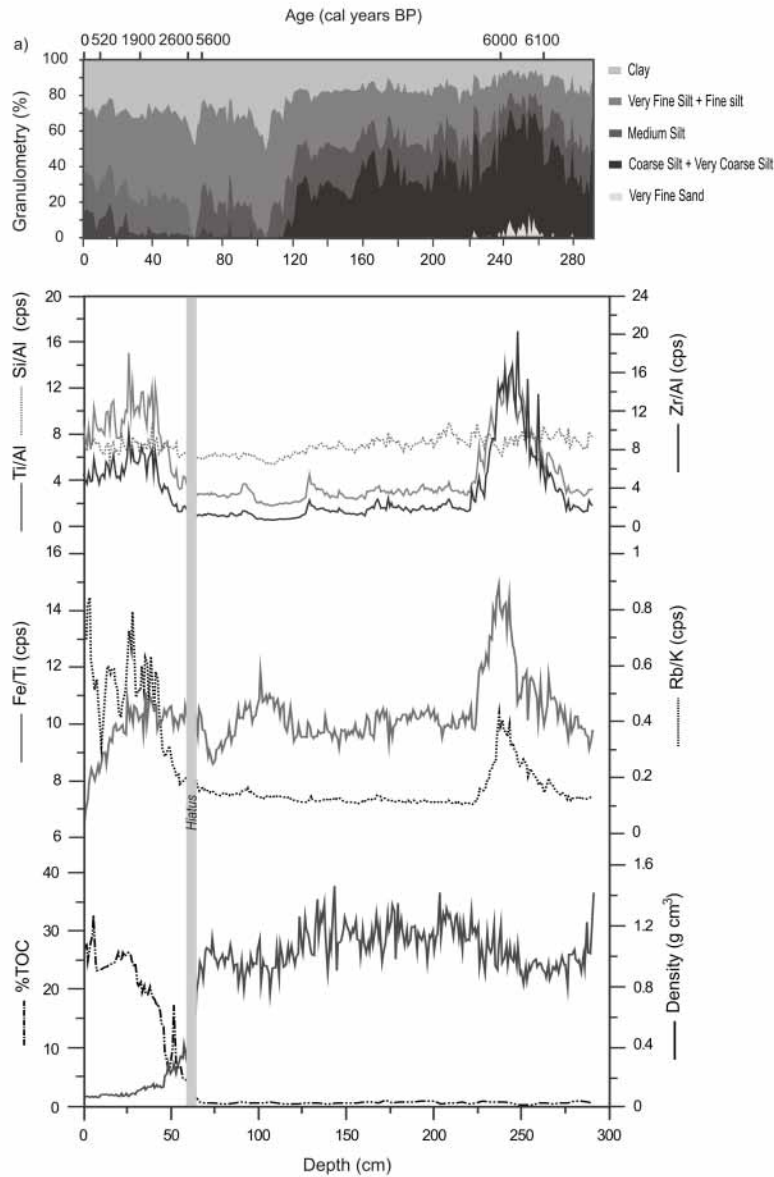 Age (cal years BP)
a)
0 520 1900 2600 5600 6000 6100
Granulometry (%)
100
80
60
40
20
0
0 40 80 120 160 200 240 280
Clay
Very Fine Silt + Fine silt
Medium Silt
Coarse Silt + Very Coarse Silt
Very Fine Sand
Ti/Al Si/Al (cps)
20
16
12
8
4
0
Zr/Al (cps)
24
20
16
12
8
4
0
Fe/Ti (cps)
16
14
12
10
8
6
Rb/K (cps)
1
0.8
0.6
0.4
0.2
0
Hiatus
%TOC
40
30
20
10
0
Density (g cm³)
1.6
1.2
0.8
0.4
0
0 50 100 150 200 250 300
Depth (cm)